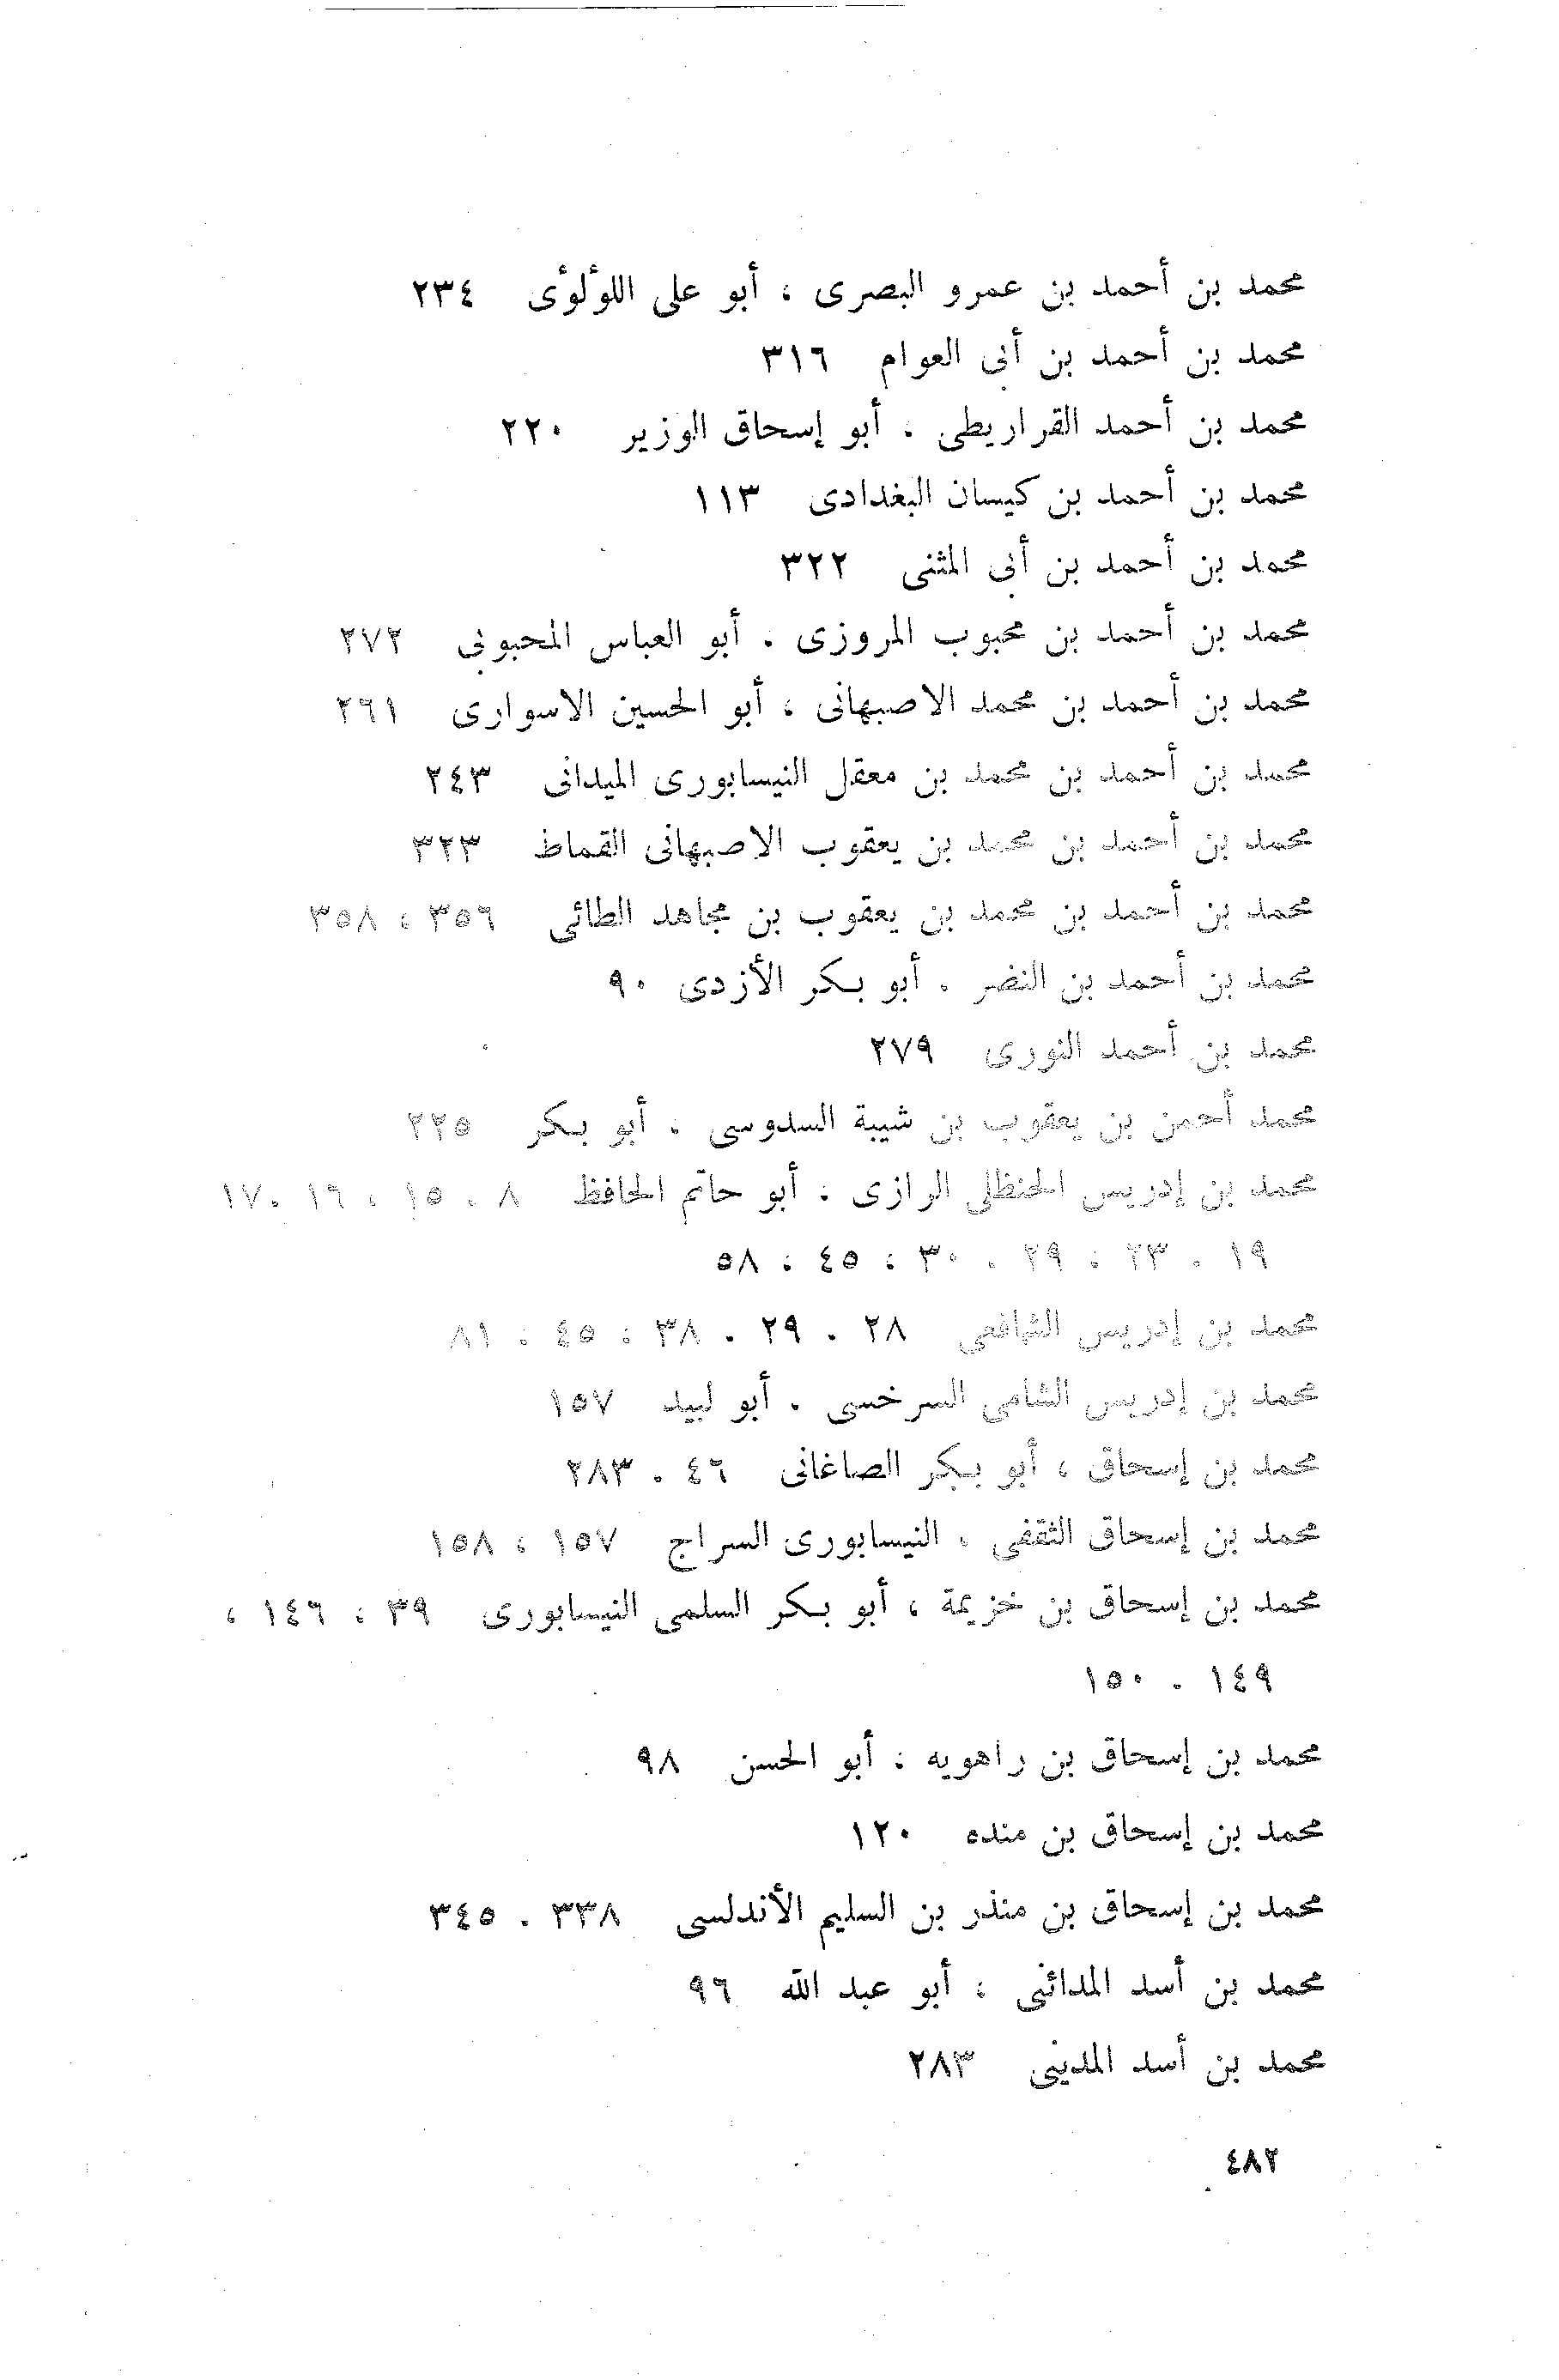 محمد بن أحمد بن عمرو البصرى ، أبو على اللؤلؤى ٢٣٤
محمد بن أحمد بن أبى العوام ٣١٦
محمد بن أحمد القراريطى ، أبو إسحاق الوزير ٢٢٠
محمد بن أحمد بن كيسان البغدادى ١١٣
محمد بن أحمد بن أبى المثنى ٣٢٢
محمد بن أحمد بن محبوب المروزى ، أبو العباس المحبوبى ٢٧٢
محمد بن أحمد بن محمد الاصبهانى ، أبو الحسين الاسوارى ٢٦١
محمد بن أحمد بن محمد بن معقل النيسابورى الميدانى ٢٤٣
محمد بن أحمد بن محمد بن يعقوب الاصبهانى القماط ٣٢٣
محمد بن أحمد بن محمد بن يعقوب بن مجاهد الطائى ٣٥٦ ، ٣٥٨
محمد بن أحمد بن النضر ، أبو بكر الأزدى ٩٠
محمد بن أحمد النورى ٢٧٩
محمد أحمن بن يعقوب بن شيبة السدوسى ، أبو بكر ٢٢٥
محمد بن إدريس الحنظلى الرازى ، أبو حاتم الحافظ ٨ ، ١٥ ، ١٦ ، ١٧
١٩ ، ٢٣ ، ٢٩ ، ٣٠ ، ٤٥ ، ٥٨
محمد بن إدريس الشافعى ٢٨ ، ٢٩ ، ٣٨ ، ٤٥ ، ٨١
محمد بن إدريس الشامى السرخسى ، أبو لبيد ١٥٧
محمد بن إسحاق ، أبو بكر الصاغانى ٤٦ ، ٢٨٣
محمد بن إسحاق الثقفى ، النيسابورى السراج ١٥٧ ، ١٥٨
محمد بن إسحاق بن خزيمة ، أبو بكر السلمى النيسابورى ٣٩ ، ١٤٦ ،
١٤٩ ، ١٥٠
محمد بن إسحاق بن راهويه ، أبو الحسن ٩٨
محمد بن إسحاق بن منده ١٢٠
محمد بن إسحاق بن منذر بن السليم الأندلسى ٣٣٨ ، ٣٤٥
محمد بن أسد المدائنى ، أبو عبد الله ٩٦
محمد بن أسد المدينى ٢٨٣
٤٨٢